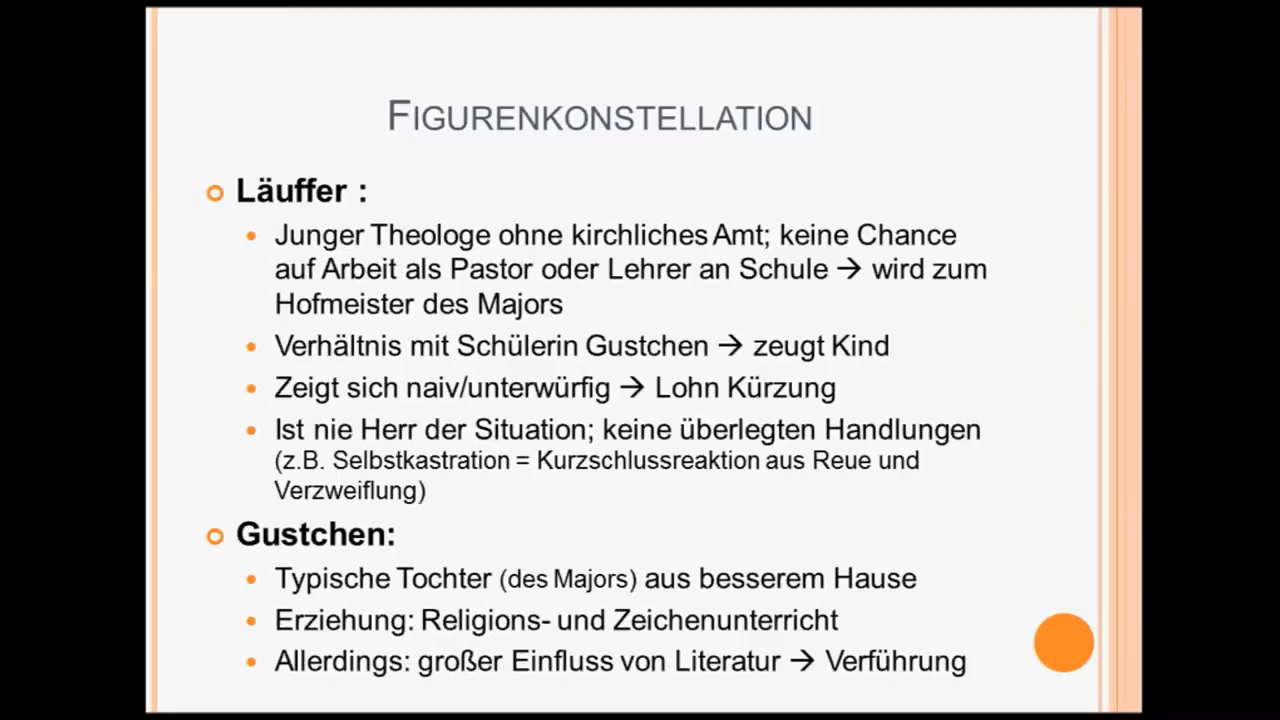 FIGURENKONSTELLATION
Läuffer :
Junger Theologe ohne kirchliches Amt; keine Chance
auf Arbeit als Pastor oder Lehrer an Schule → wird zum
Hofmeister des Majors
Verhältnis mit Schülerin Gustchen → zeugt Kind
Zeigt sich naiv/unterwürfig → Lohn Kürzung
Ist nie Herr der Situation; keine überlegten Handlungen
(z.B. Selbstkastration = Kurzschlussreaktion aus Reue und
Verzweiflung)
Gustchen:
Typische Tochter (des Majors) aus besserem Hause
Erziehung: Religions- und Zeichenunterricht
Allerdings: großer Einfluss von Literatur → Verführung